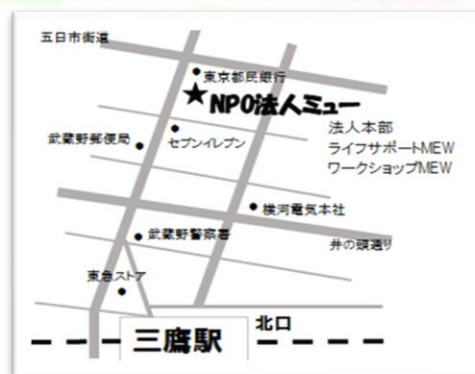 五日市街道
東京都民銀行
★NPO法人ミュー
法人本部
ライフサポートMEW
ワークショップMEW
武蔵野郵便局
セブンイレブン
横河電気本社
武蔵野警察署
井の頭通り
東急ストア
北口
三鷹駅